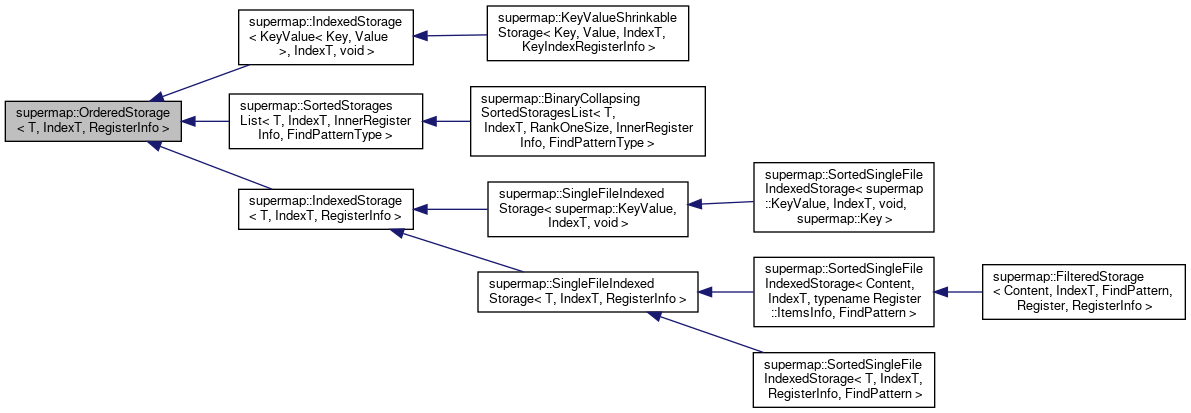 supermap::OrderedStorage
< T, IndexT, RegisterInfo >
supermap::IndexedStorage
< KeyValue< Key, Value
>, IndexT, void >
supermap::KeyValueShrinkable
Storage< Key, Value, IndexT,
KeyIndexRegisterInfo >
supermap::SortedStorages
List< T, IndexT, InnerRegister
Info, FindPatternType >
supermap::BinaryCollapsing
SortedStoragesList< T,
IndexT, RankOneSize, InnerRegister
Info, FindPatternType >
supermap::IndexedStorage
< T, IndexT, RegisterInfo >
supermap::SingleFileIndexed
Storage< supermap::KeyValue,
IndexT, void >
supermap::SortedSingleFile
IndexedStorage< supermap
::KeyValue, IndexT, void,
supermap::Key >
supermap::SingleFileIndexed
Storage< T, IndexT, RegisterInfo >
supermap::SortedSingleFile
IndexedStorage< Content,
IndexT, typename Register
::ItemsInfo, FindPattern >
supermap::FilteredStorage
< Content, IndexT, FindPattern,
Register, RegisterInfo >
supermap::SortedSingleFile
IndexedStorage< T, IndexT,
RegisterInfo, FindPattern >